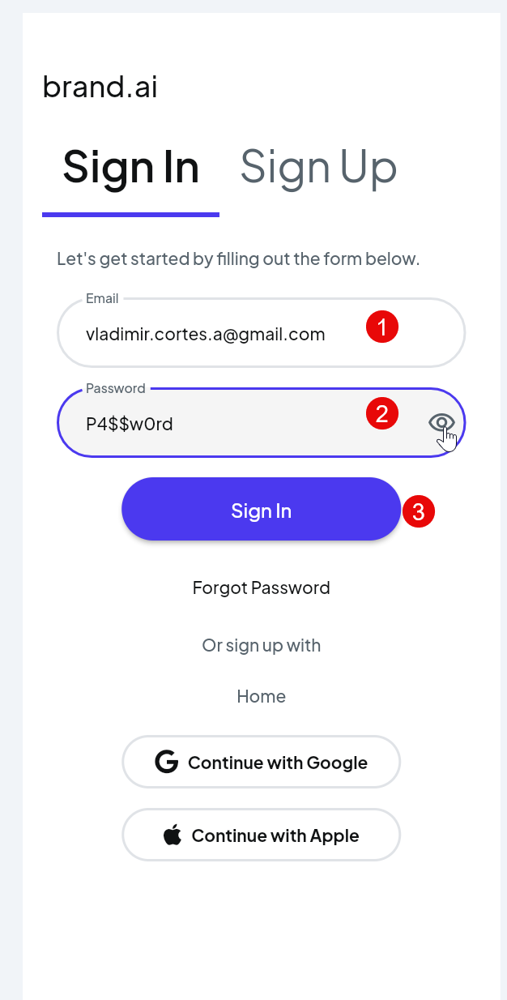 brand.ai
Sign In Sign Up
Let's get started by filling out the form below.
Email
vladimir.cortes.a@gmail.com 1
Password
P4$$w0rd 2
Sign In 3
Forgot Password
Or sign up with
Home
Continue with Google
Continue with Apple